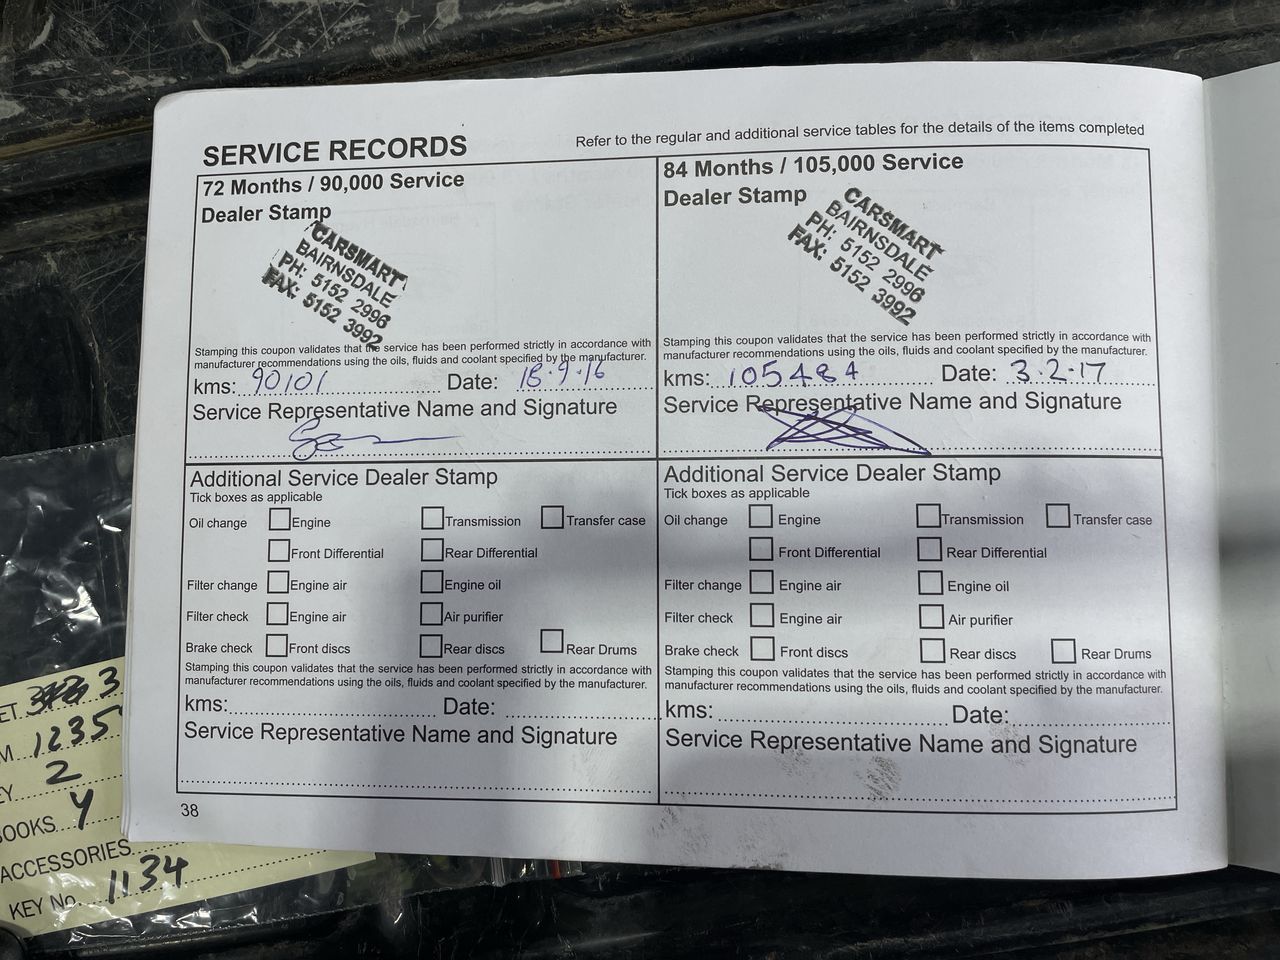 SERVICE RECORDS
Refer to the regular and additional service tables for the details of the items completed
72 Months / 90,000 Service
Dealer Stamp
CARSMART
BAIRNSDALE
PH: 5152 2996
FAX: 5152 3992
Stamping this coupon validates that the service has been performed strictly in accordance with
manufacturer recommendations using the oils, fluids and coolant specified by the manufacturer.
kms: 90101 Date: 18.9.16
Service Representative Name and Signature
84 Months / 105,000 Service
Dealer Stamp
CARSMART
BAIRNSDALE
PH: 5152 2996
FAX: 5152 3992
Stamping this coupon validates that the service has been performed strictly in accordance with
manufacturer recommendations using the oils, fluids and coolant specified by the manufacturer.
kms: 105484 Date: 3.2.17
Service Representative Name and Signature
Additional Service Dealer Stamp
Tick boxes as applicable
Oil change Engine Transmission Transfer case
Front Differential Rear Differential
Filter change Engine air Engine oil
Filter check Engine air Air purifier
Brake check Front discs Rear discs Rear Drums
Stamping this coupon validates that the service has been performed strictly in accordance with
manufacturer recommendations using the oils, fluids and coolant specified by the manufacturer.
kms: Date:
Service Representative Name and Signature
Additional Service Dealer Stamp
Tick boxes as applicable
Oil change Engine Transmission Transfer case
Front Differential Rear Differential
Filter change Engine air Engine oil
Filter check Engine air Air purifier
Brake check Front discs Rear discs Rear Drums
Stamping this coupon validates that the service has been performed strictly in accordance with
manufacturer recommendations using the oils, fluids and coolant specified by the manufacturer.
kms: Date:
Service Representative Name and Signature
38
3
1235
2
BOOKS Y
ACCESSORIES
KEY No. 1134